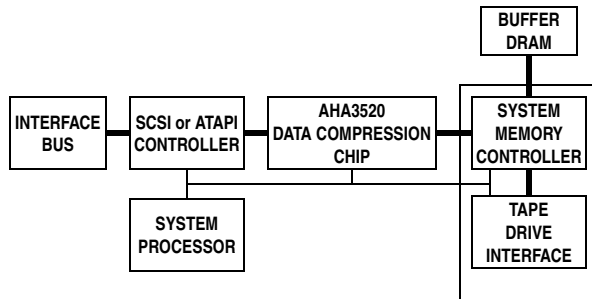 BUFFER
DRAM
INTERFACE
BUS
SCSI or ATAPI
CONTROLLER
AHA3520
DATA COMPRESSION
CHIP
SYSTEM
MEMORY
CONTROLLER
SYSTEM
PROCESSOR
TAPE
DRIVE
INTERFACE